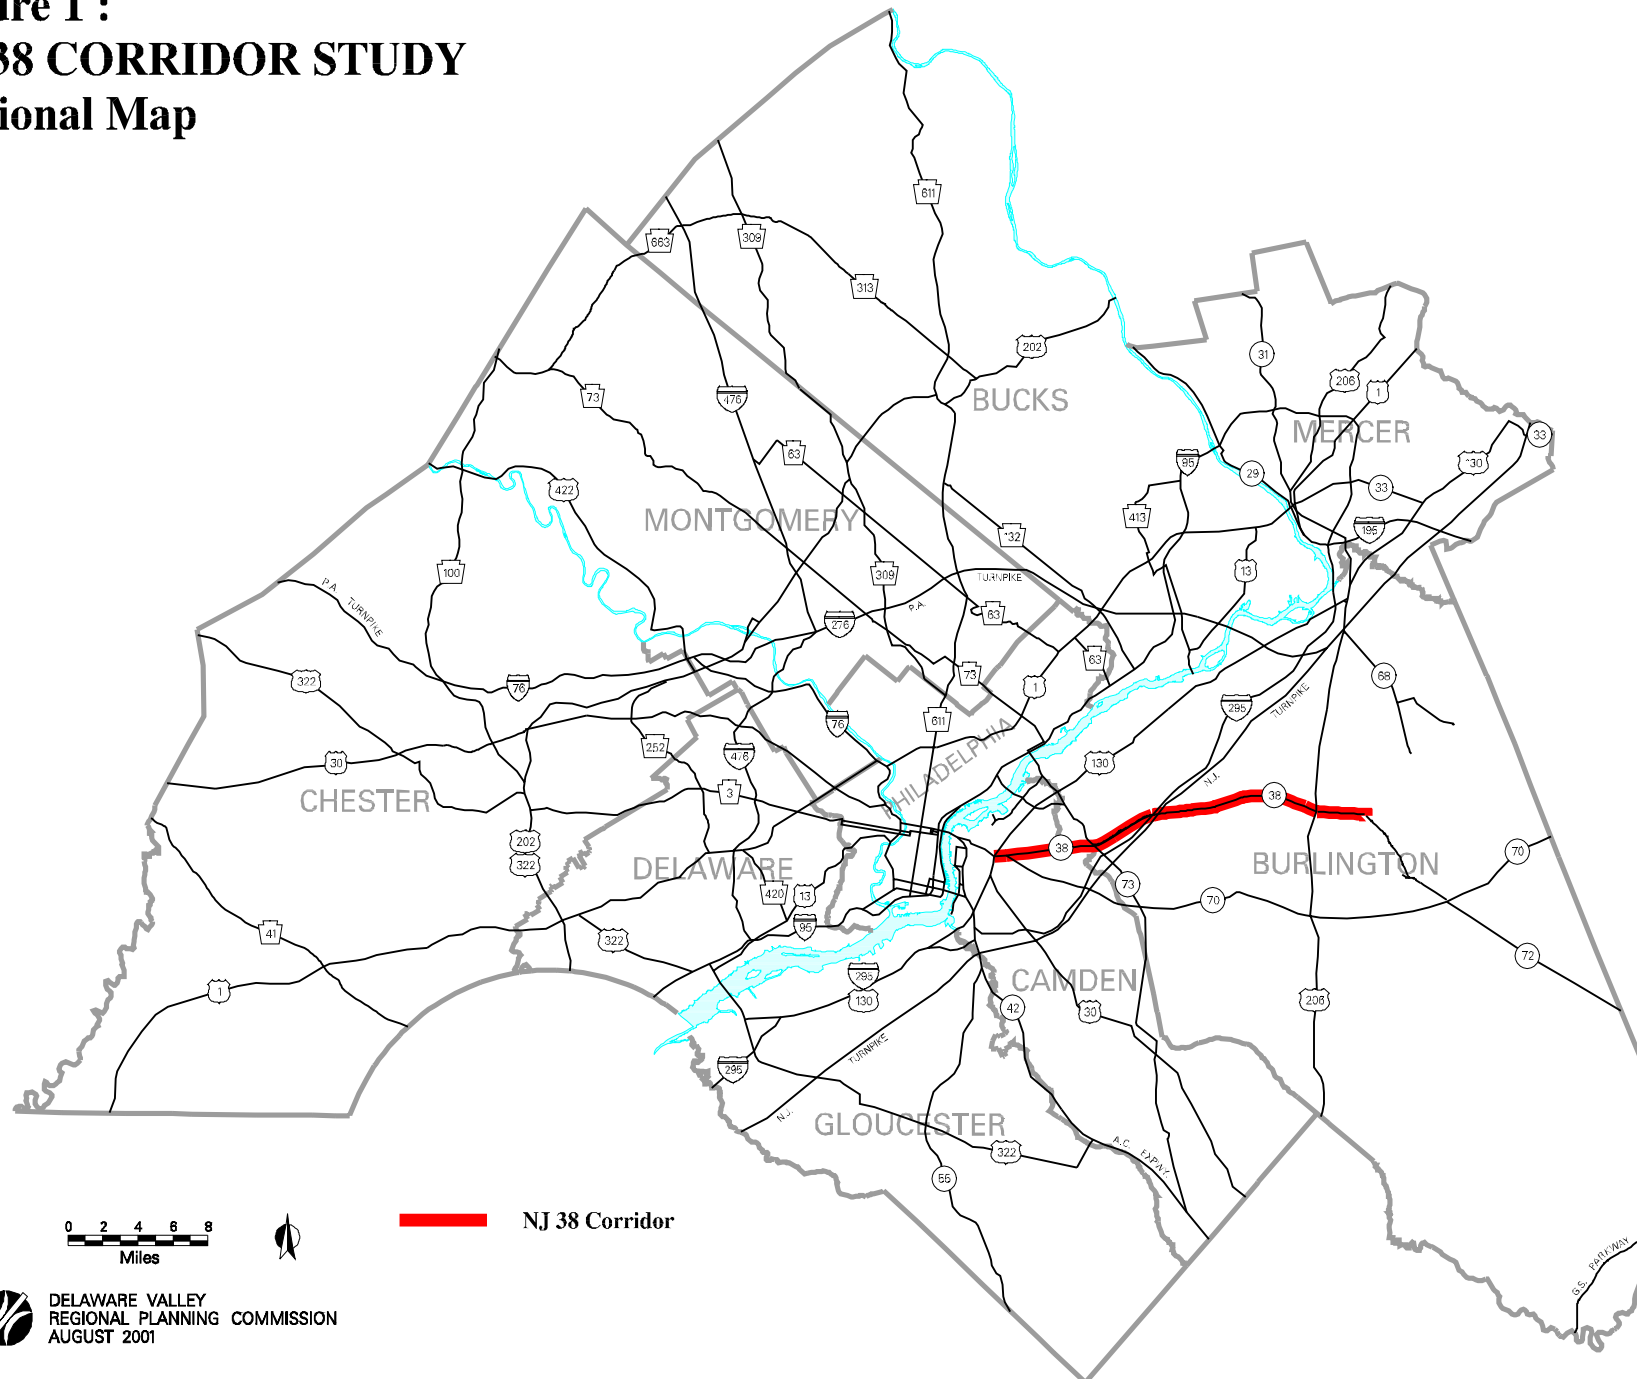 ure 1 :
38 CORRIDOR STUDY
ional Map
611
663
309
313
202
31
206
1
BUCKS
73
476
MERCER
33
63
95
29
130
422
33
MONTGOMERY
413
132
195
100
309
TURNPIKE
13
P.A. TURNPIKE
P.A.
63
276
322
63
73
68
76
1
295
TURNPIKE
76
611
252
476
PHILADELPHIA
30
130
N.J.
3
38
CHESTER
202
38
70
322
DELAWARE
BURLINGTON
73
420
13
70
41
95
322
72
295
CAMDEN
1
130
206
42
30
TURNPIKE
295
N.J.
GLOUCESTER
A.C. EXPWY.
322
55
0 2 4 6 8
Miles
NJ 38 Corridor
G.S. PARKWAY
DELAWARE VALLEY
REGIONAL PLANNING COMMISSION
AUGUST 2001